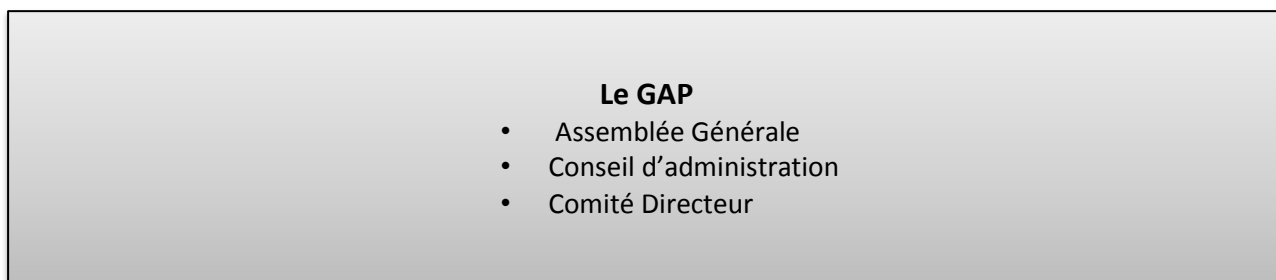 Le GAP
• Assemblée Générale
• Conseil d’administration
• Comité Directeur